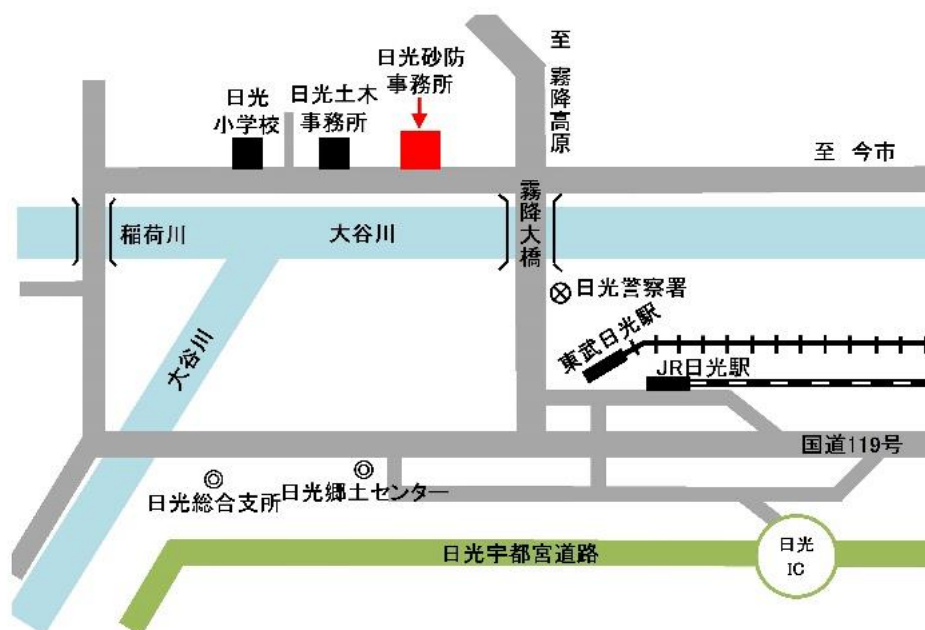 至
霧降高原
日光砂防
事務所
日光
小学校
日光土木
事務所
至 今市
霧降大橋
稲荷川
大谷川
日光警察署
大谷川
東武日光駅
JR日光駅
国道119号
日光総合支所
日光郷土センター
日光宇都宮道路
日光
IC